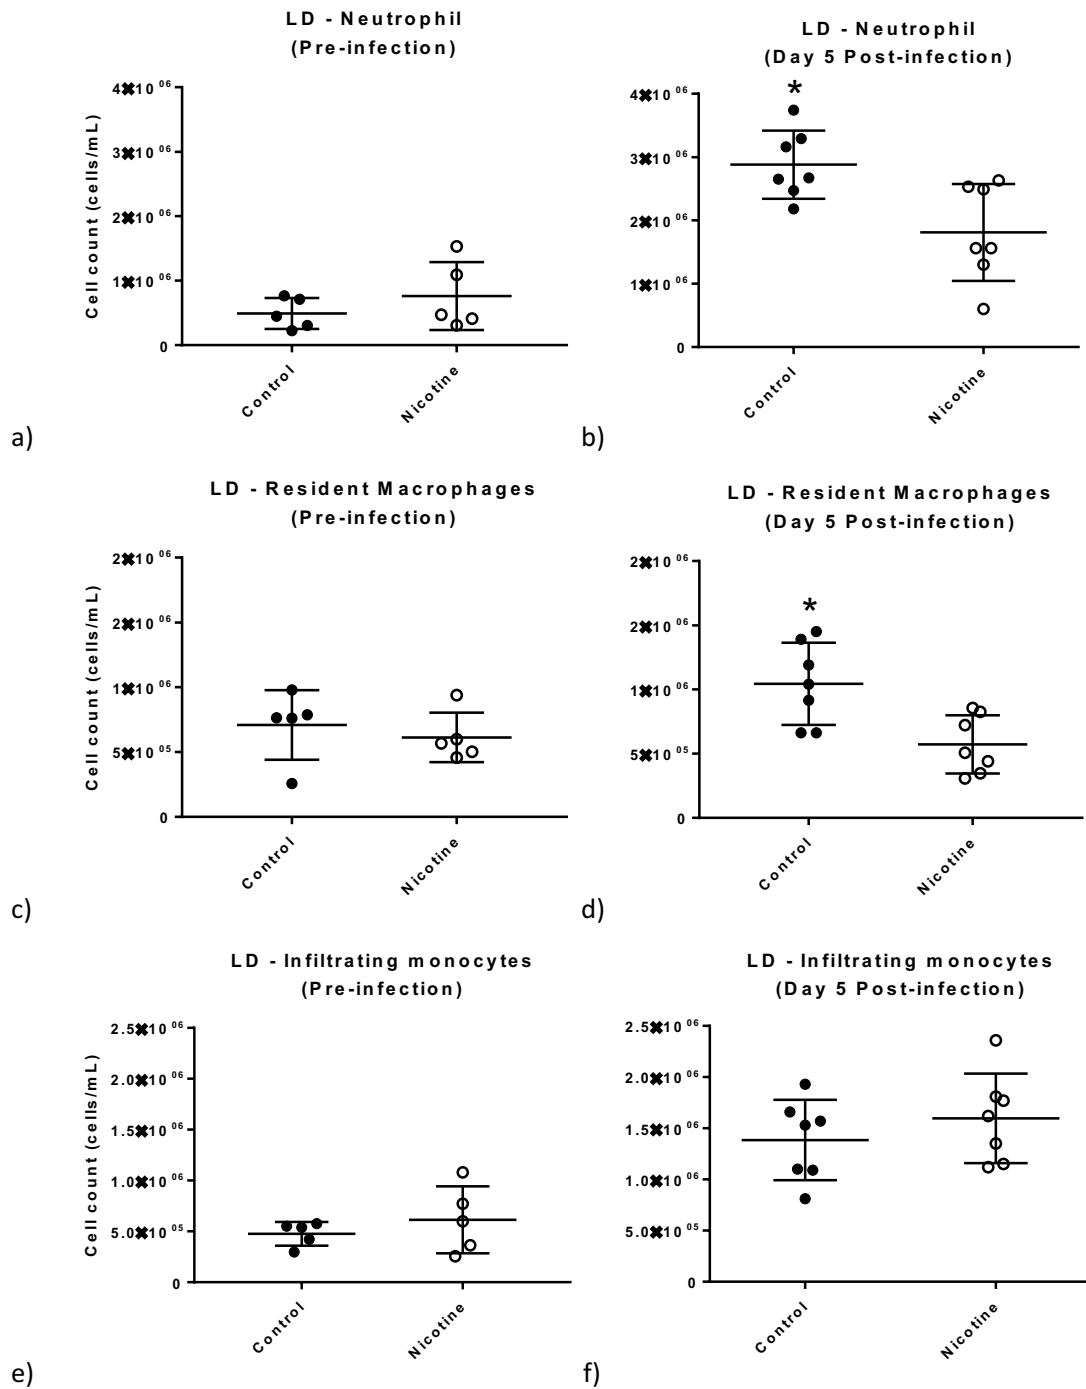 LD - Neutrophil
(Pre-infection)
4✖10 06
3✖10 06
2✖10 06
1✖10 06
0
Cell count (cells/mL)
Control
Nicotine
a)
LD - Neutrophil
(Day 5 Post-infection)
*
4✖10 06
3✖10 06
2✖10 06
1✖10 06
0
Control
Nicotine
b)
LD - Resident Macrophages
(Pre-infection)
2✖10 06
2✖10 06
1✖10 06
5✖10 05
0
Cell count (cells/mL)
Control
Nicotine
c)
LD - Resident Macrophages
(Day 5 Post-infection)
*
2✖10 06
2✖10 06
1✖10 06
5✖10 05
0
Control
Nicotine
d)
LD - Infiltrating monocytes
(Pre-infection)
2.5✖10 06
2.0✖10 06
1.5✖10 06
1.0✖10 06
5.0✖10 05
0
Cell count (cells/mL)
Control
Nicotine
e)
LD - Infiltrating monocytes
(Day 5 Post-infection)
2.5✖10 06
2.0✖10 06
1.5✖10 06
1.0✖10 06
5.0✖10 05
0
Control
Nicotine
f)